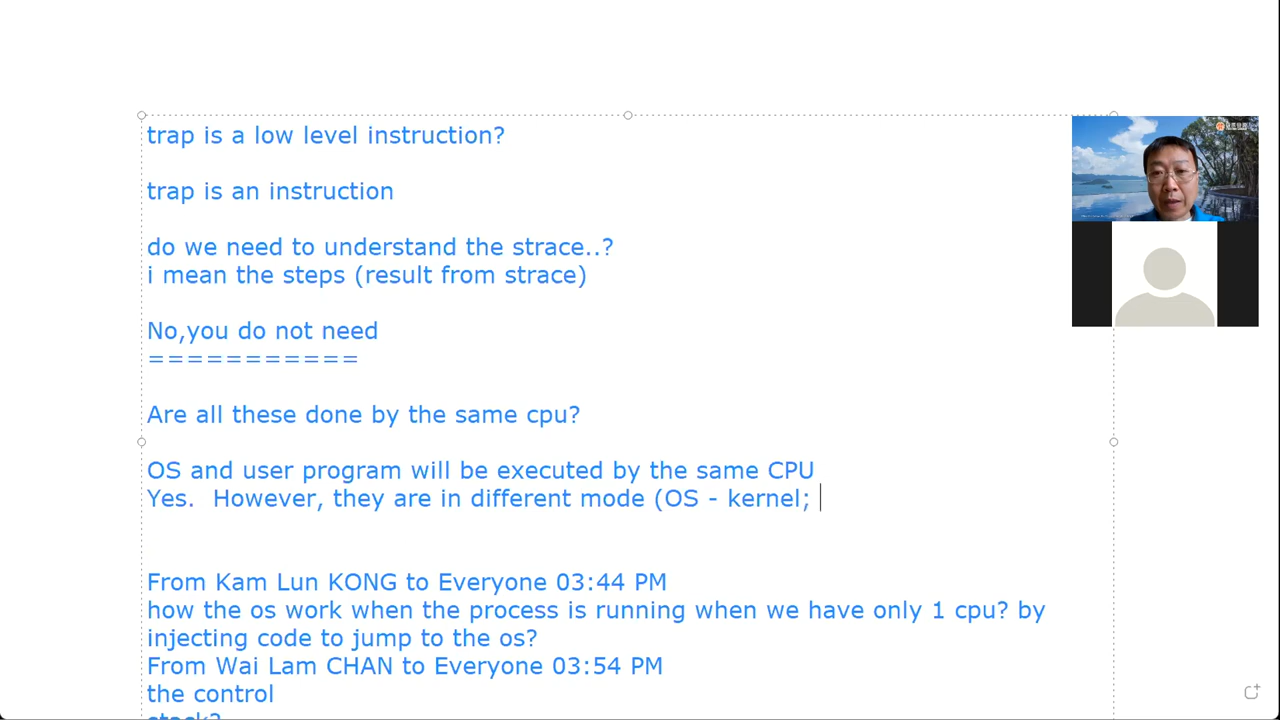 trap is a low level instruction?
trap is an instruction
do we need to understand the strace..?
i mean the steps (result from strace)
No,you do not need
===========
Are all these done by the same cpu?
OS and user program will be executed by the same CPU
Yes.  However, they are in different mode (OS - kernel;
From Kam Lun KONG to Everyone 03:44 PM
how the os work when the process is running when we have only 1 cpu? by
injecting code to jump to the os?
From Wai Lam CHAN to Everyone 03:54 PM
the control
stack?